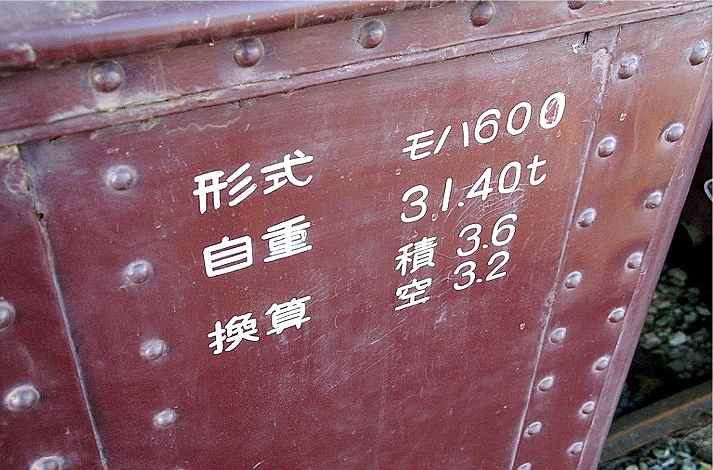 形式 モハ600
自重 31.40t
換算 積 3.6
空 3.2